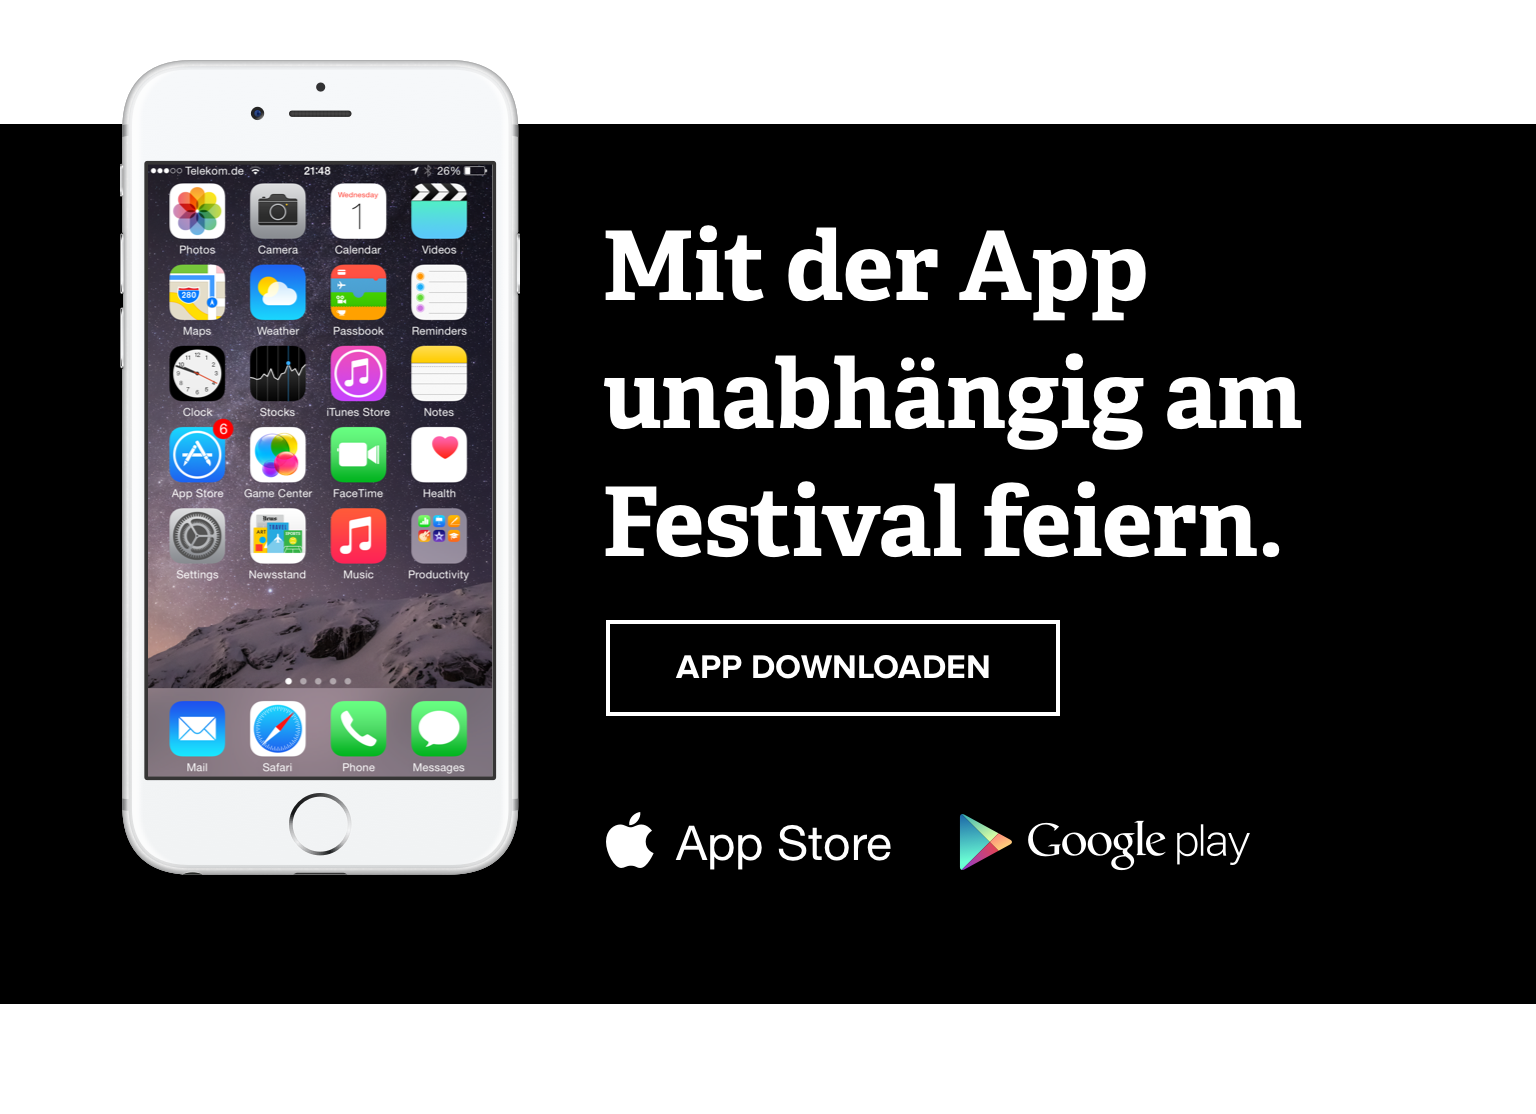 Telekom.de 21:48 26%
Wednesday
1
Photos Camera Calendar Videos
280
Maps Weather Passbook Reminders
Clock Stocks iTunes Store Notes
6
App Store Game Center FaceTime Health
Settings Newsstand Music Productivity
Mail Safari Phone Messages
Mit der App
unabhängig am
Festival feiern.
APP DOWNLOADEN
App Store Google play